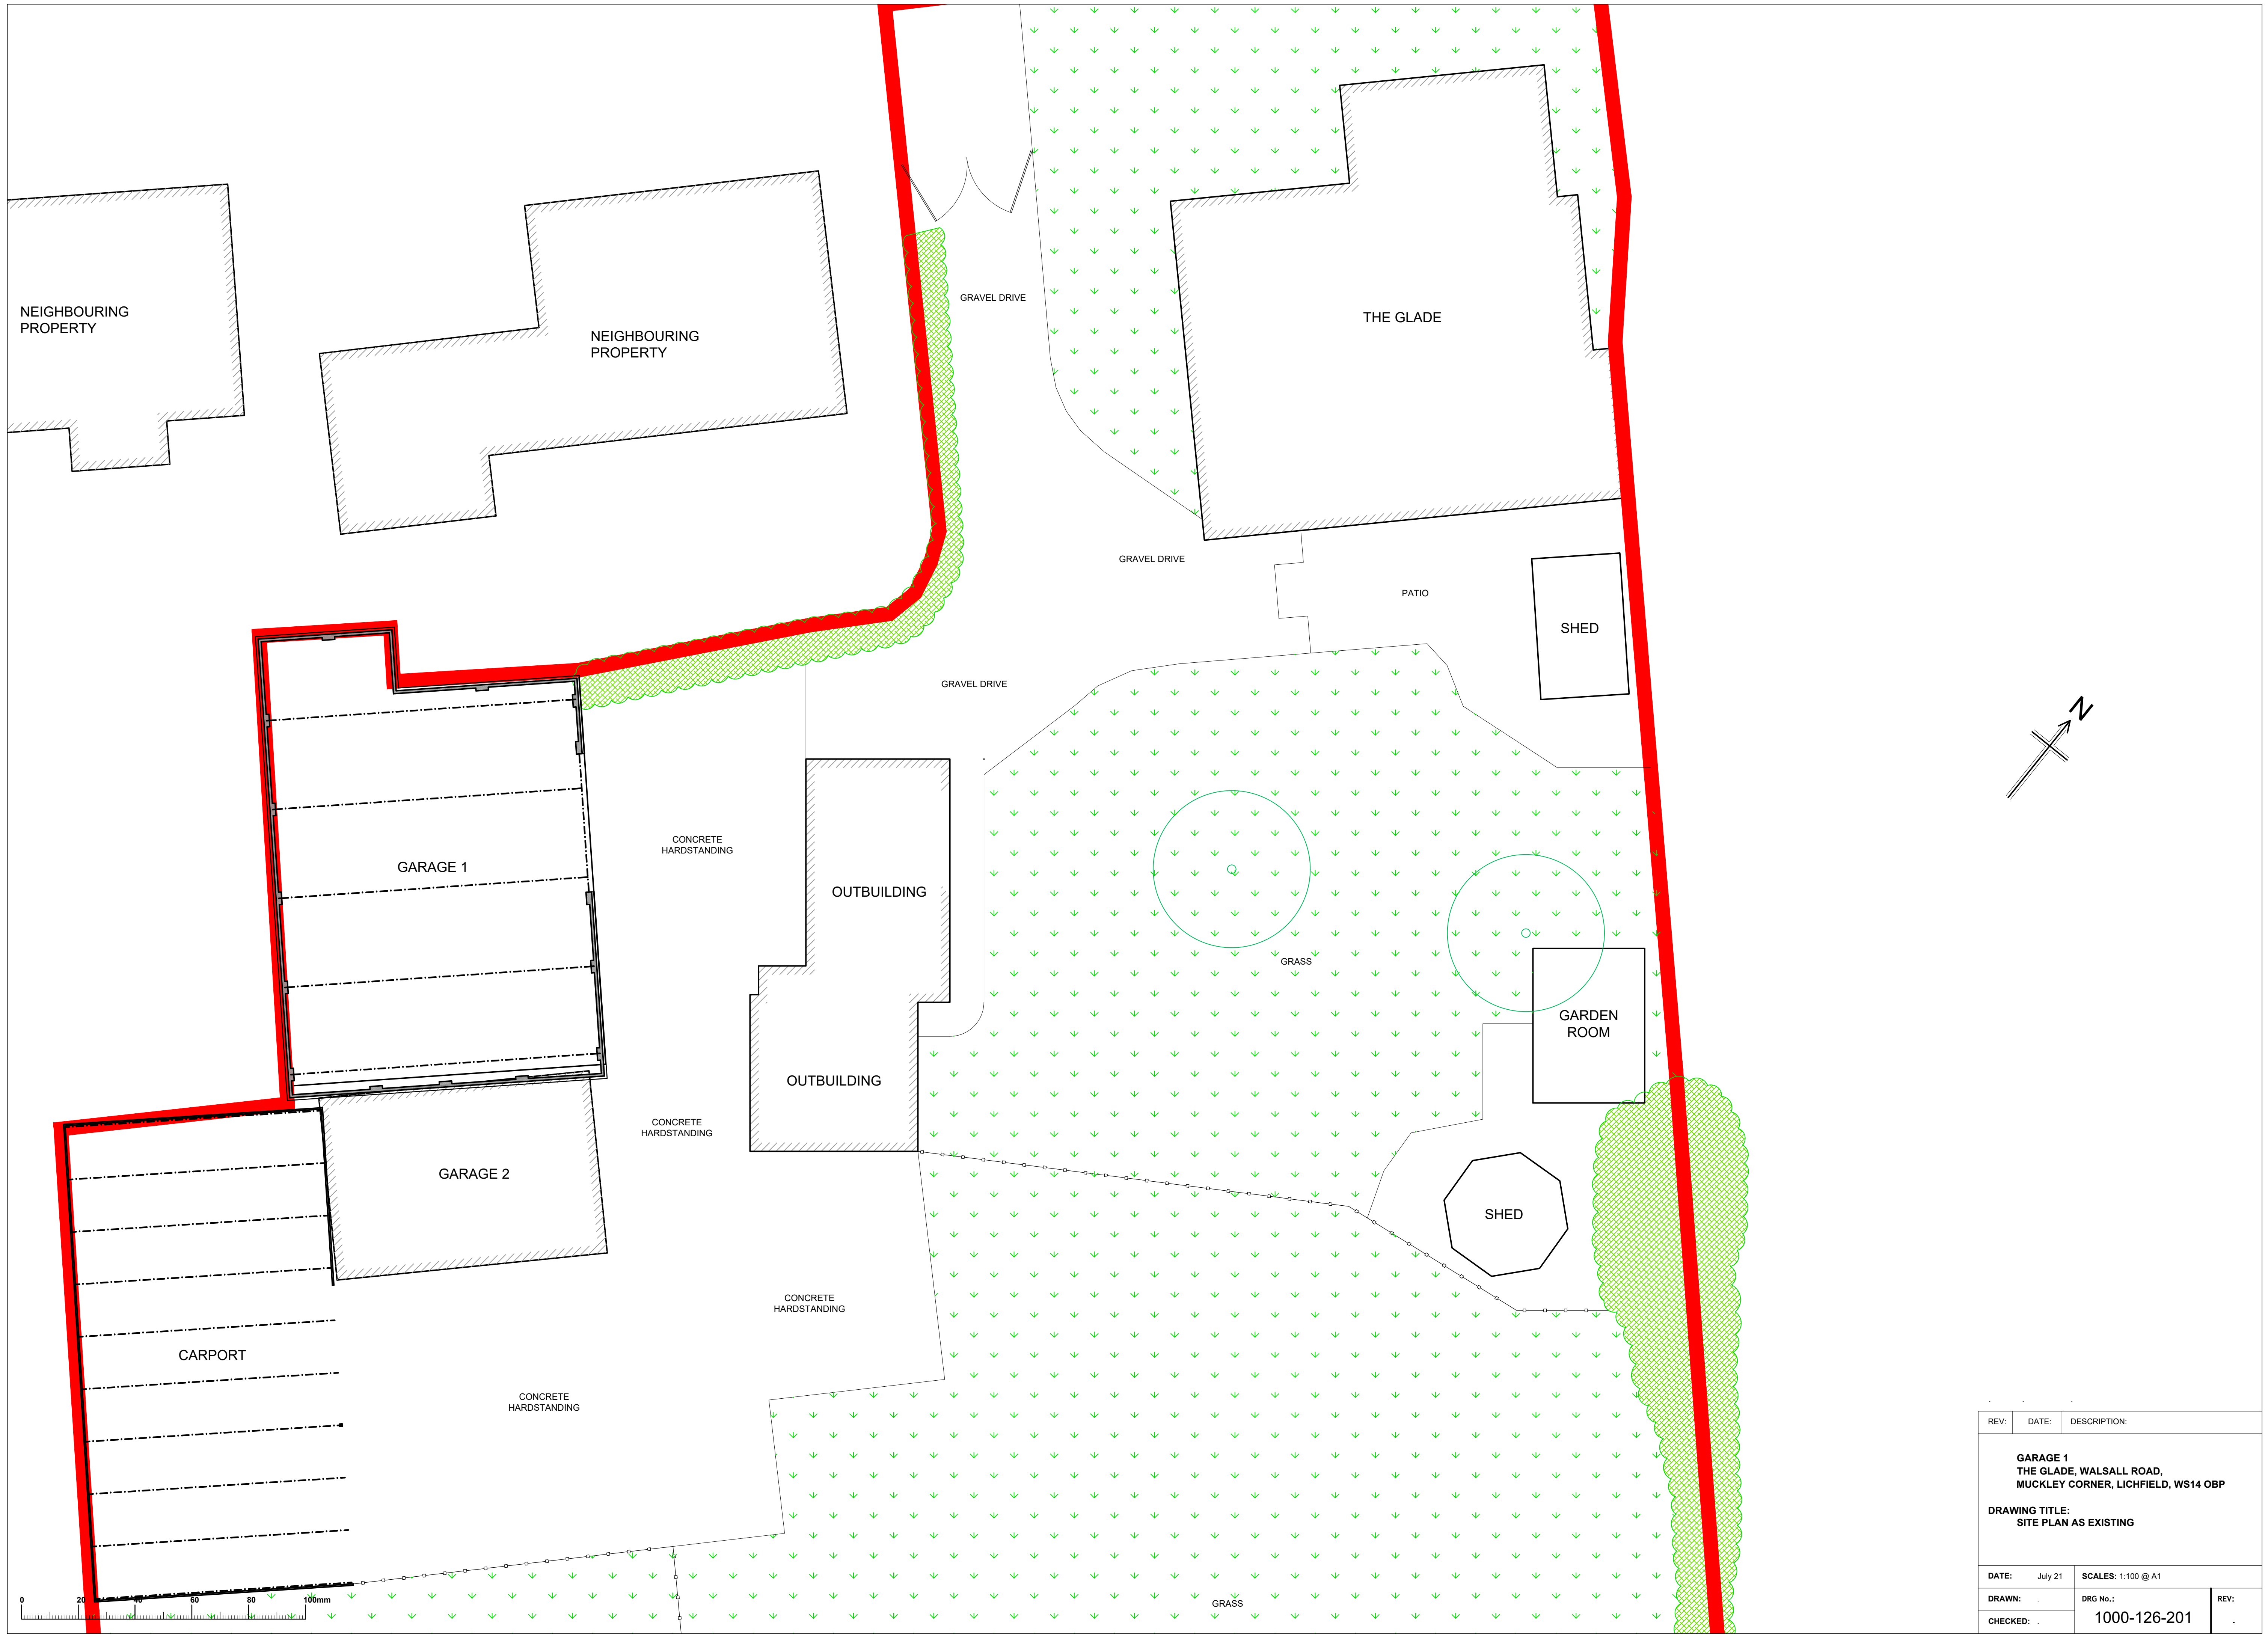 NEIGHBOURING
PROPERTY
NEIGHBOURING
PROPERTY
GRAVEL DRIVE
THE GLADE
GRAVEL DRIVE
PATIO
SHED
GRAVEL DRIVE
N
CONCRETE
HARDSTANDING
GARAGE 1
OUTBUILDING
GRASS
GARDEN
ROOM
OUTBUILDING
CONCRETE
HARDSTANDING
GARAGE 2
SHED
CONCRETE
HARDSTANDING
CARPORT
CONCRETE
HARDSTANDING
GRASS
0 20 40 60 80 100mm
REV: DATE: DESCRIPTION:
GARAGE 1
THE GLADE, WALSALL ROAD,
MUCKLEY CORNER, LICHFIELD, WS14 OBP
DRAWING TITLE:
SITE PLAN AS EXISTING
DATE: July 21 SCALES: 1:100 @ A1
DRAWN: . DRG No.: REV:
1000-126-201 .
CHECKED: .